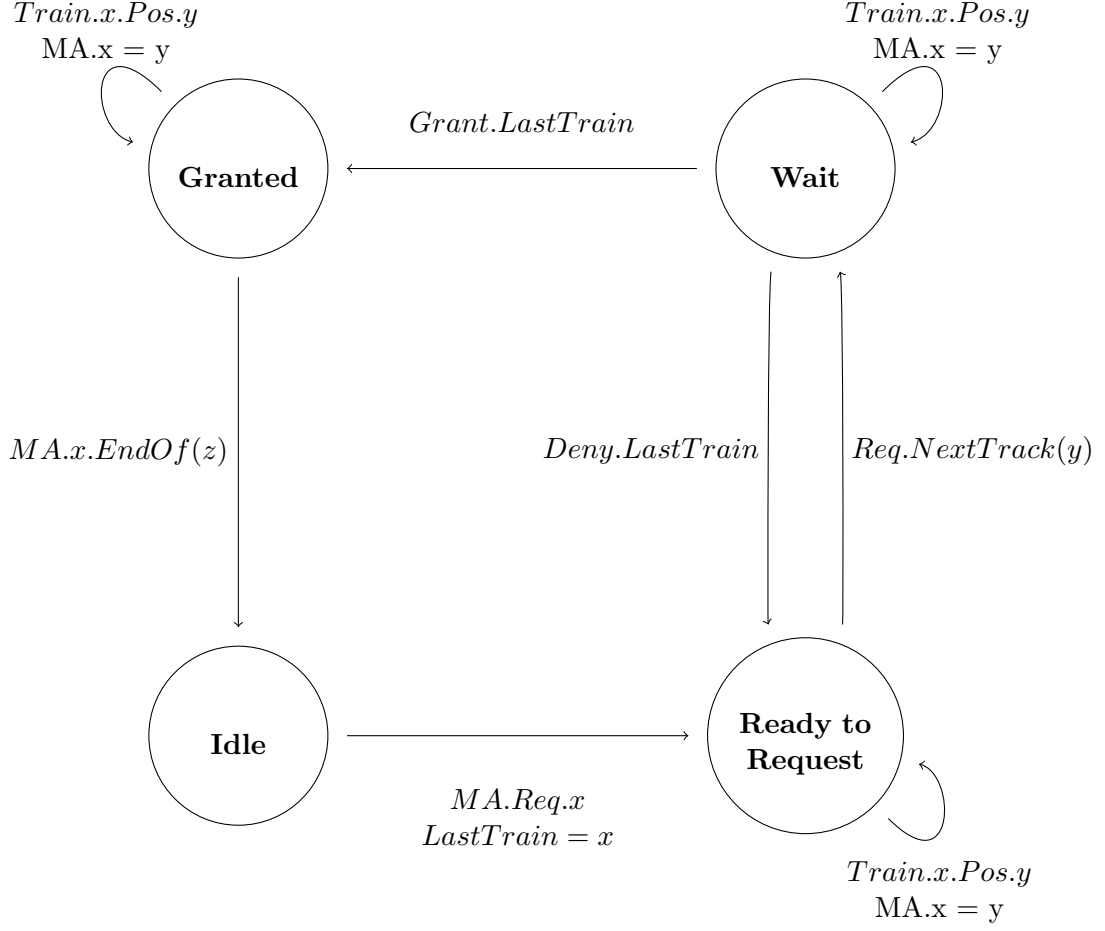 Train.x.Pos.y
MA.x = y
Train.x.Pos.y
MA.x = y
Grant.LastTrain
Granted
Wait
MA.x.EndOf(z)
Deny.LastTrain
Req.NextTrack(y)
Idle
Ready to
Request
MA.Req.x
LastTrain = x
Train.x.Pos.y
MA.x = y